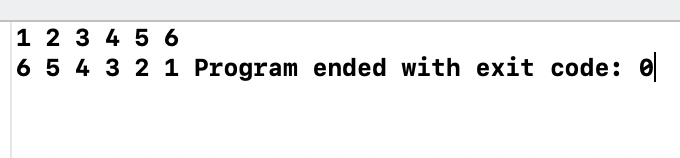 1 2 3 4 5 6
6 5 4 3 2 1 Program ended with exit code: 0